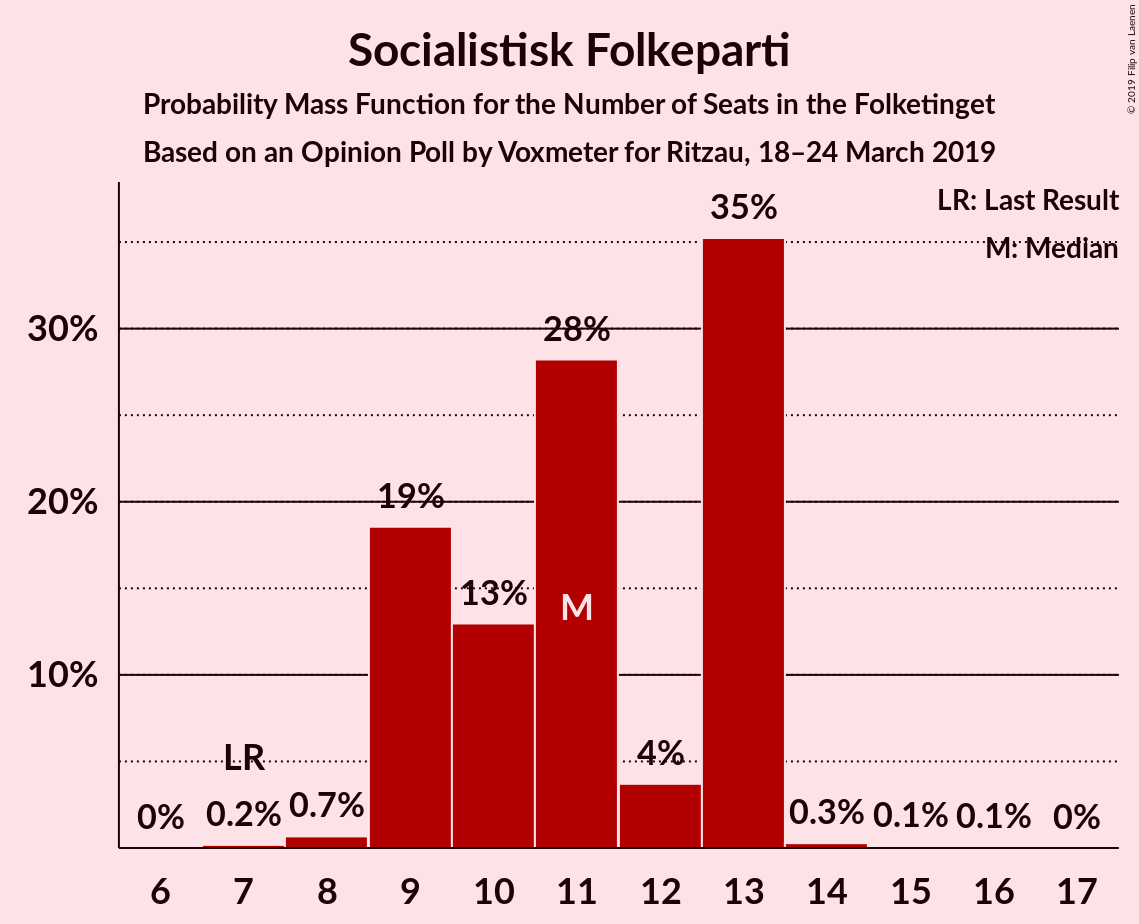 Socialistisk Folkeparti
Probability Mass Function for the Number of Seats in the Folketinget
Based on an Opinion Poll by Voxmeter for Ritzau, 18–24 March 2019
© 2019 Filip van Laenen
LR: Last Result
M: Median
30%
20%
10%
0%
0.2%
LR
0.7%
19%
13%
28%
M
4%
35%
0.3%
0.1%
0.1%
0%
6 7 8 9 10 11 12 13 14 15 16 17